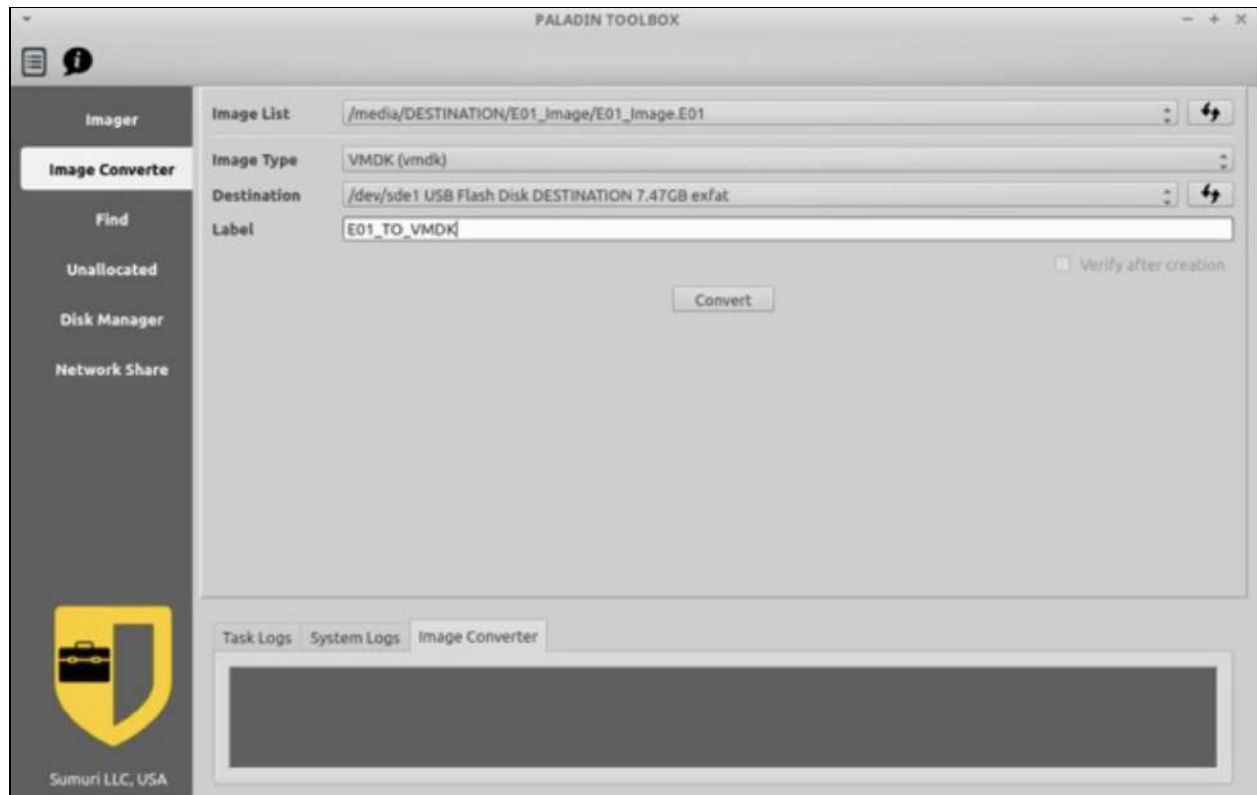 PALADIN TOOLBOX
Imager
Image Converter
Find
Unallocated
Disk Manager
Network Share
Image List /media/DESTINATION/E01_Image/E01_Image.E01
Image Type VMDK (vmdk)
Destination /dev/sde1 USB Flash Disk DESTINATION 7.47GB exfat
Label E01_TO_VMDK
Verify after creation
Convert
Task Logs System Logs Image Converter
Sumuri LLC, USA